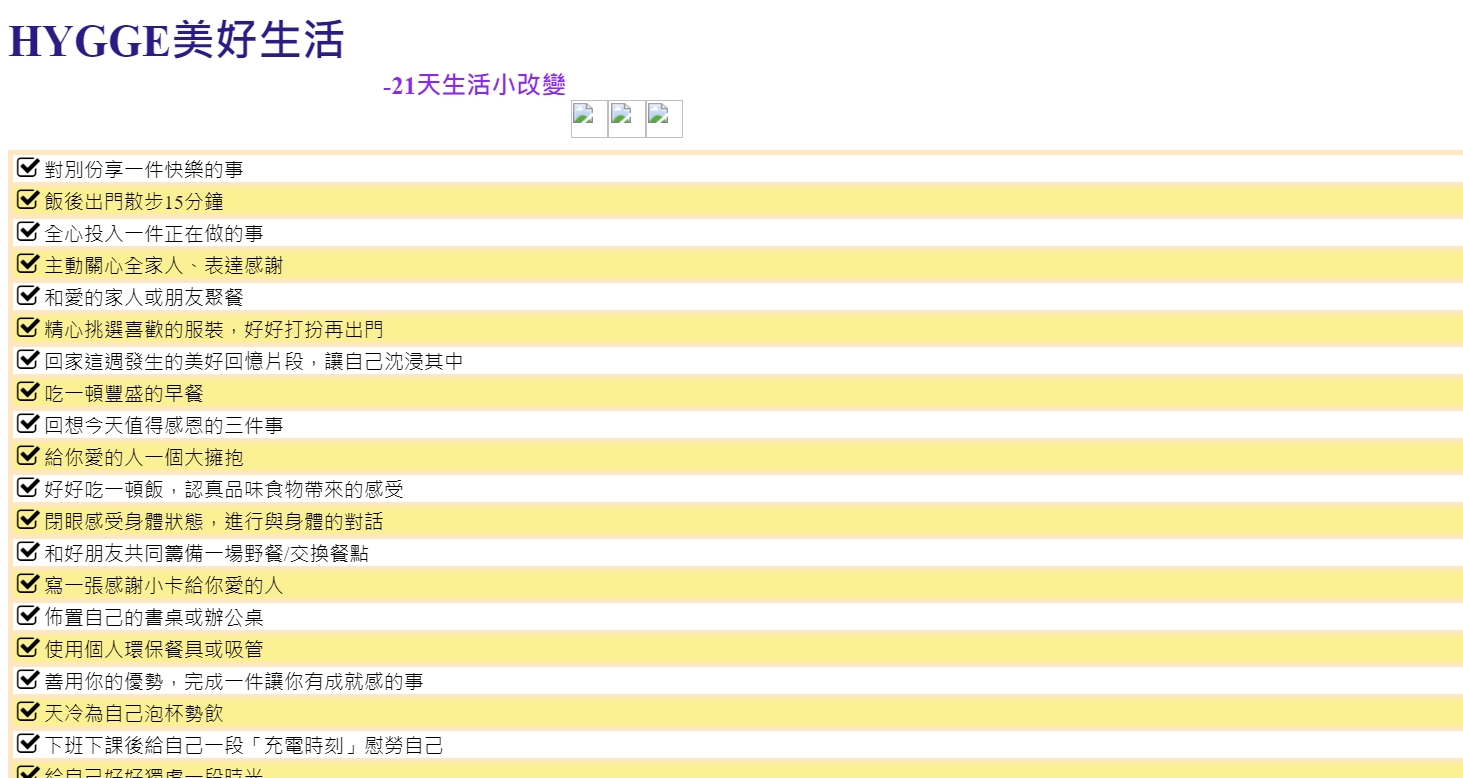 HYGGE美好生活
-21天生活小改變
對別份享一件快樂的事
飯後出門散步15分鐘
全心投入一件正在做的事
主動關心全家人、表達感謝
和愛的家人或朋友聚餐
精心挑選喜歡的服裝，好好打扮再出門
回家這週發生的美好回憶片段，讓自己沈浸其中
吃一頓豐盛的早餐
回想今天值得感恩的三件事
給你愛的人一個大擁抱
好好吃一頓飯，認真品味食物帶來的感受
閉眼感受身體狀態，進行與身體的對話
和好朋友共同籌備一場野餐/交換餐點
寫一張感謝小卡給你愛的人
佈置自己的書桌或辦公桌
使用個人環保餐具或吸管
善用你的優勢，完成一件讓你有成就感的事
天冷為自己泡杯勢飲
下班下課後給自己一段「充電時刻」慰勞自己
給自己好好獨處一段時光